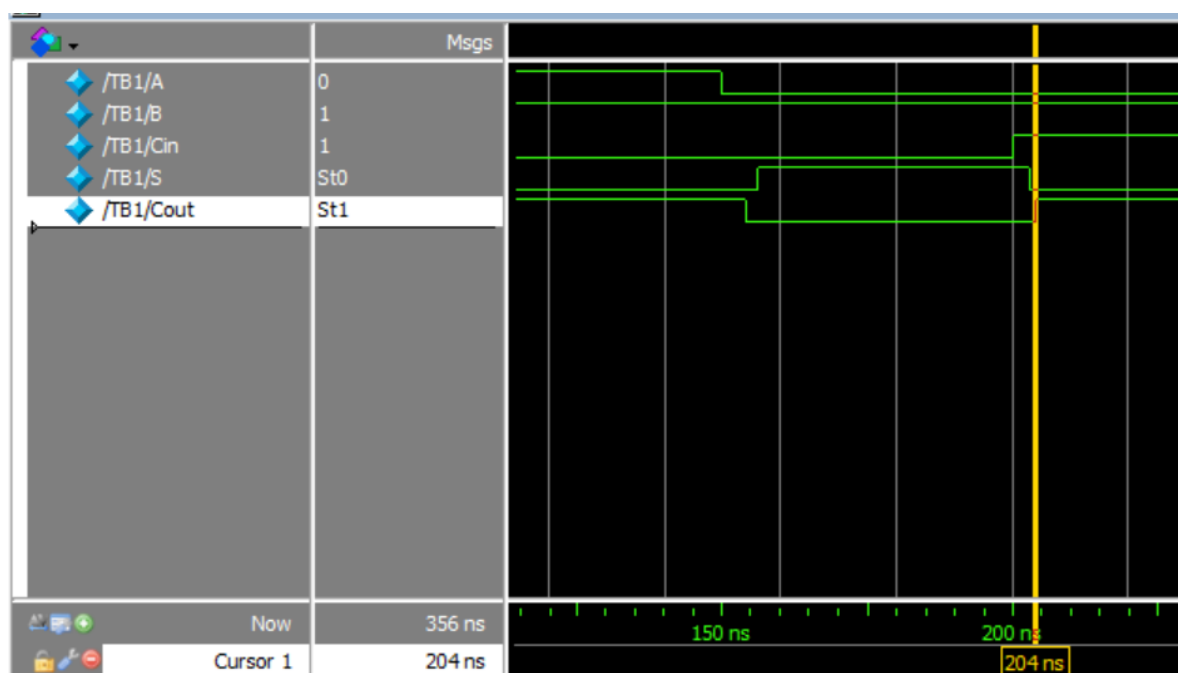 Msgs
/TB1/A 0
/TB1/B 1
/TB1/Cin 1
/TB1/S St0
/TB1/Cout St1
Now 356 ns 150 ns 200 ns
Cursor 1 204 ns 204 ns